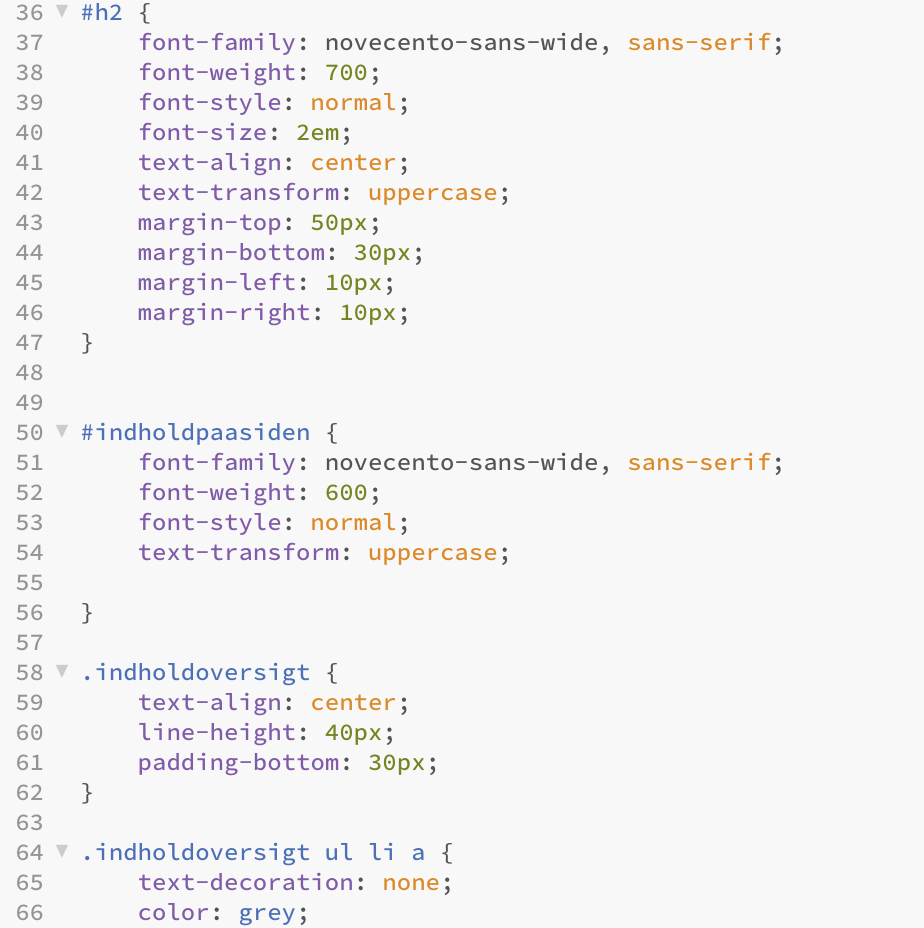 36 ▼ #h2 {
37 font-family: novecento-sans-wide, sans-serif;
38 font-weight: 700;
39 font-style: normal;
40 font-size: 2em;
41 text-align: center;
42 text-transform: uppercase;
43 margin-top: 50px;
44 margin-bottom: 30px;
45 margin-left: 10px;
46 margin-right: 10px;
47 }
48
49
50 ▼ #indholdpaasiden {
51 font-family: novecento-sans-wide, sans-serif;
52 font-weight: 600;
53 font-style: normal;
54 text-transform: uppercase;
55
56 }
57
58 ▼ .indholdoversigt {
59 text-align: center;
60 line-height: 40px;
61 padding-bottom: 30px;
62 }
63
64 ▼ .indholdoversigt ul li a {
65 text-decoration: none;
66 color: grey;